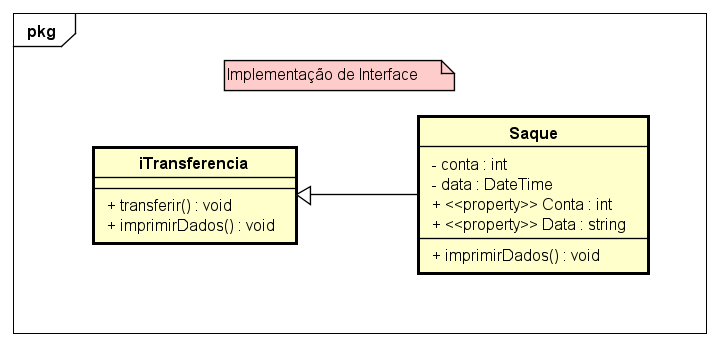 pkg
Implementação de Interface
iTransferencia
+ transferir() : void
+ imprimirDados() : void
Saque
- conta : int
- data : DateTime
+ <<property>> Conta : int
+ <<property>> Data : string
+ imprimirDados() : void